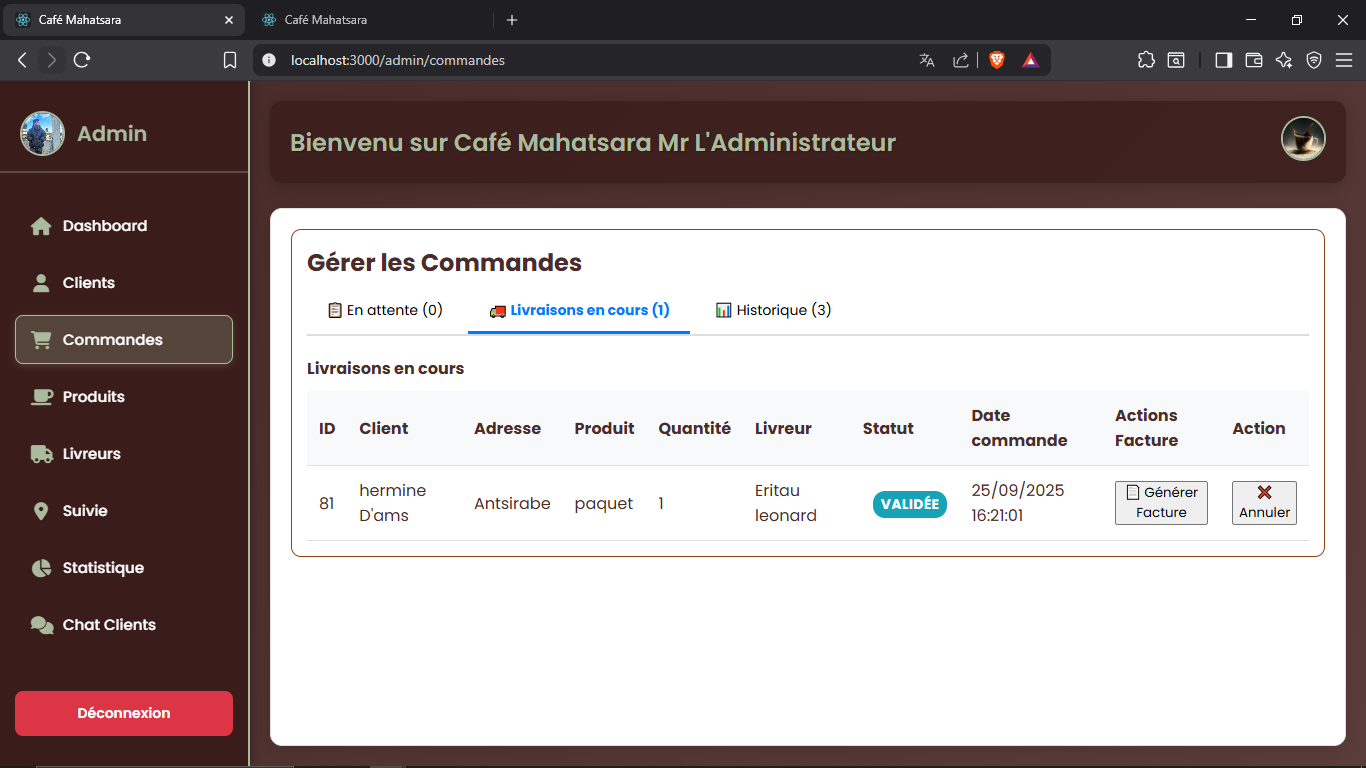 Café Mahatsara
Café Mahatsara
localhost:3000/admin/commandes
Admin
Bienvenu sur Café Mahatsara Mr L'Administrateur
Dashboard
Clients
Commandes
Produits
Livreurs
Suivie
Statistique
Chat Clients
Déconnexion
Gérer les Commandes
En attente (0)
Livraisons en cours (1)
Historique (3)
Livraisons en cours
ID Client Adresse Produit Quantité Livreur Statut Date commande Actions Facture Action
81 hermine D'ams Antsirabe paquet 1 Eritau leonard VALIDÉE 25/09/2025 16:21:01 Générer Facture Annuler